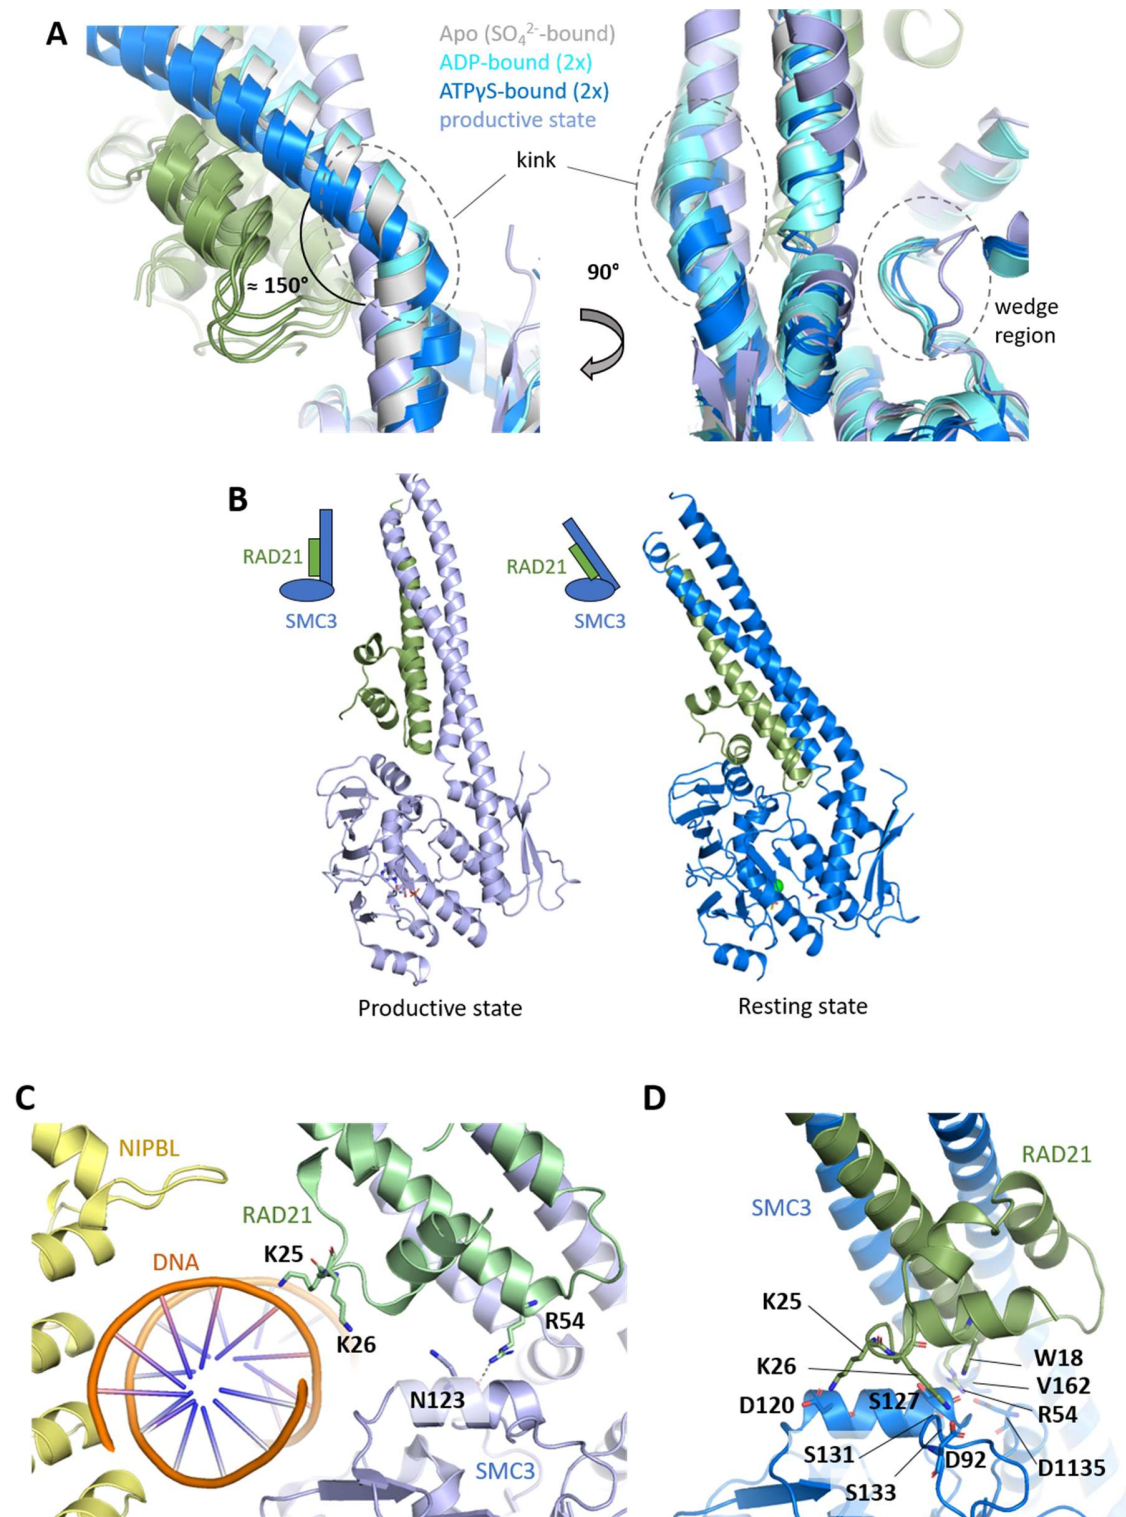 A
Apo (SO₄²⁻-bound)
ADP-bound (2x)
ATPγS-bound (2x)
productive state
kink
≈ 150°
90°
wedge
region
B
RAD21
SMC3
RAD21
SMC3
Productive state
Resting state
C
NIPBL
RAD21
K25
DNA
K26
R54
N123
SMC3
D
RAD21
SMC3
K25
K26
D120
S127
W18
V162
R54
S131
D92
D1135
S133